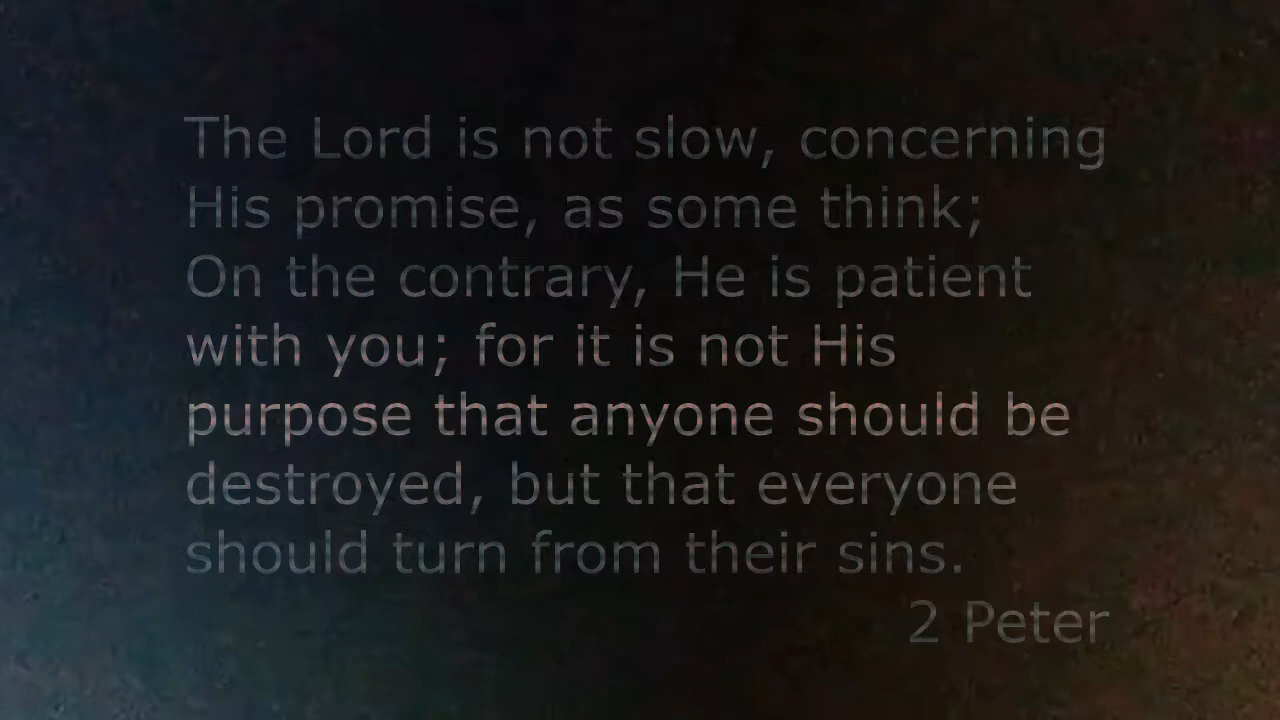 The Lord is not slow, concerning
His promise, as some think;
On the contrary, He is patient
with you; for it is not His
purpose that anyone should be
destroyed, but that everyone
should turn from their sins.
2 Peter